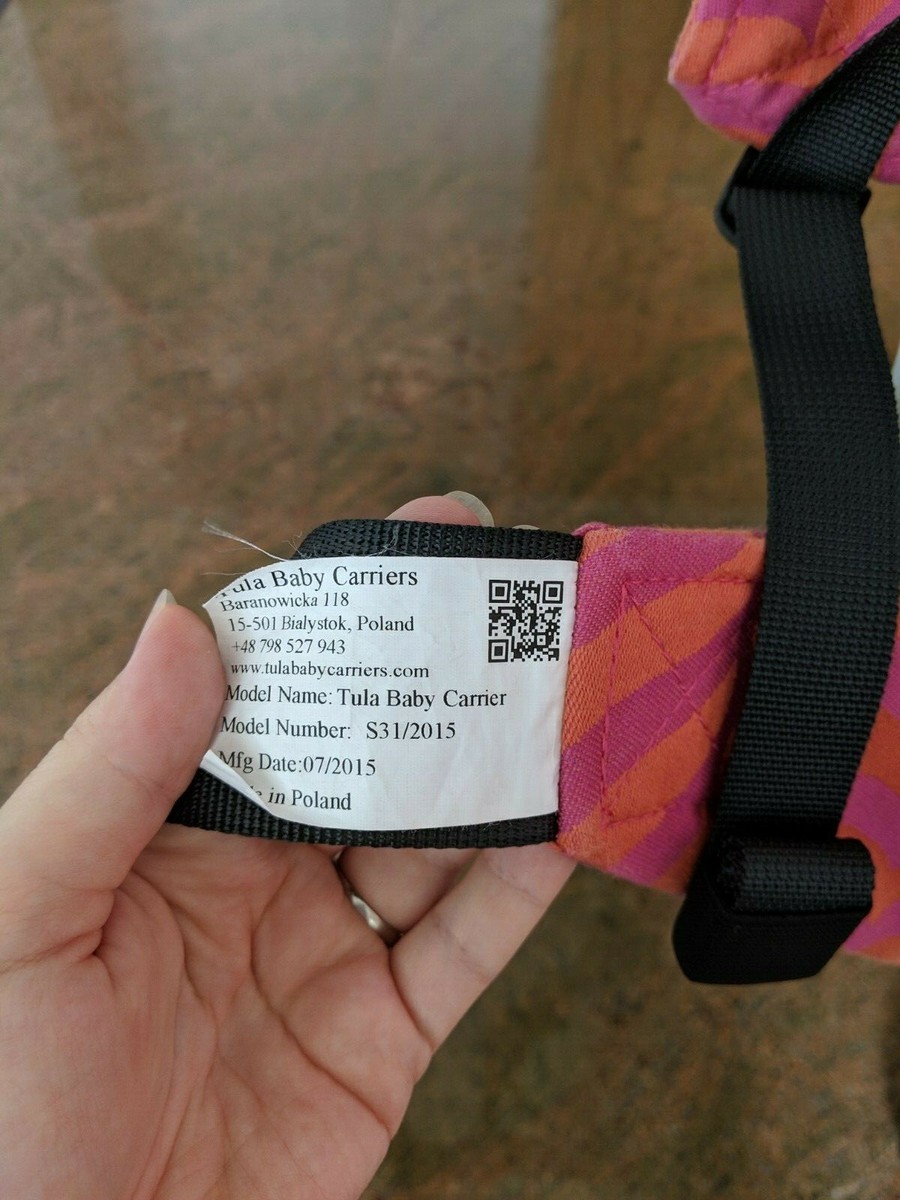 Tula Baby Carriers
Baranowicka 118
15-501 Bialystok, Poland
+48 798 527 943
www.tulababycarriers.com
Model Name: Tula Baby Carrier
Model Number: S31/2015
Mfg Date:07/2015
in Poland